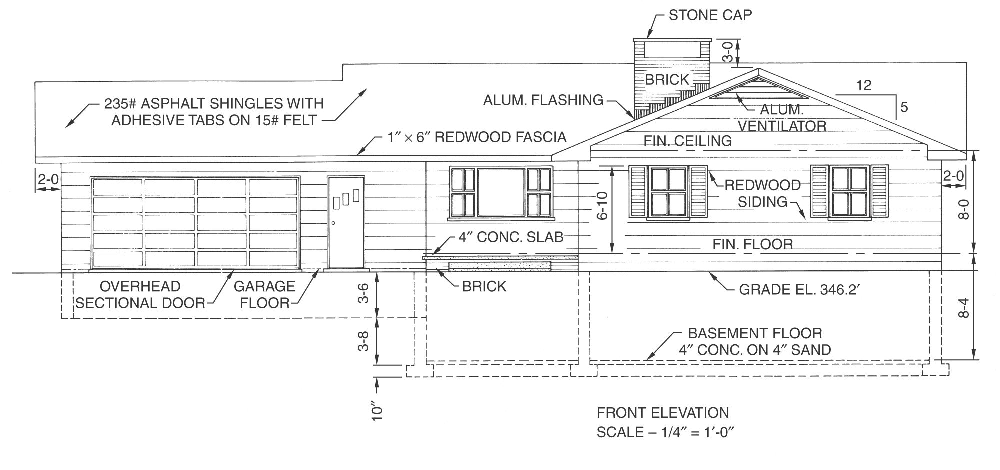 STONE CAP
3-0
BRICK
12
5
235# ASPHALT SHINGLES WITH
ADHESIVE TABS ON 15# FELT
ALUM. FLASHING
ALUM.
VENTILATOR
1″ × 6″ REDWOOD FASCIA
FIN. CEILING
2-0
2-0
REDWOOD
SIDING
6-10
8-0
4″ CONC. SLAB
FIN. FLOOR
OVERHEAD
SECTIONAL DOOR
GARAGE
FLOOR
3-6
BRICK
GRADE EL. 346.2′
8-4
3-8
BASEMENT FLOOR
4″ CONC. ON 4″ SAND
10″
FRONT ELEVATION
SCALE – 1/4″ = 1′-0″